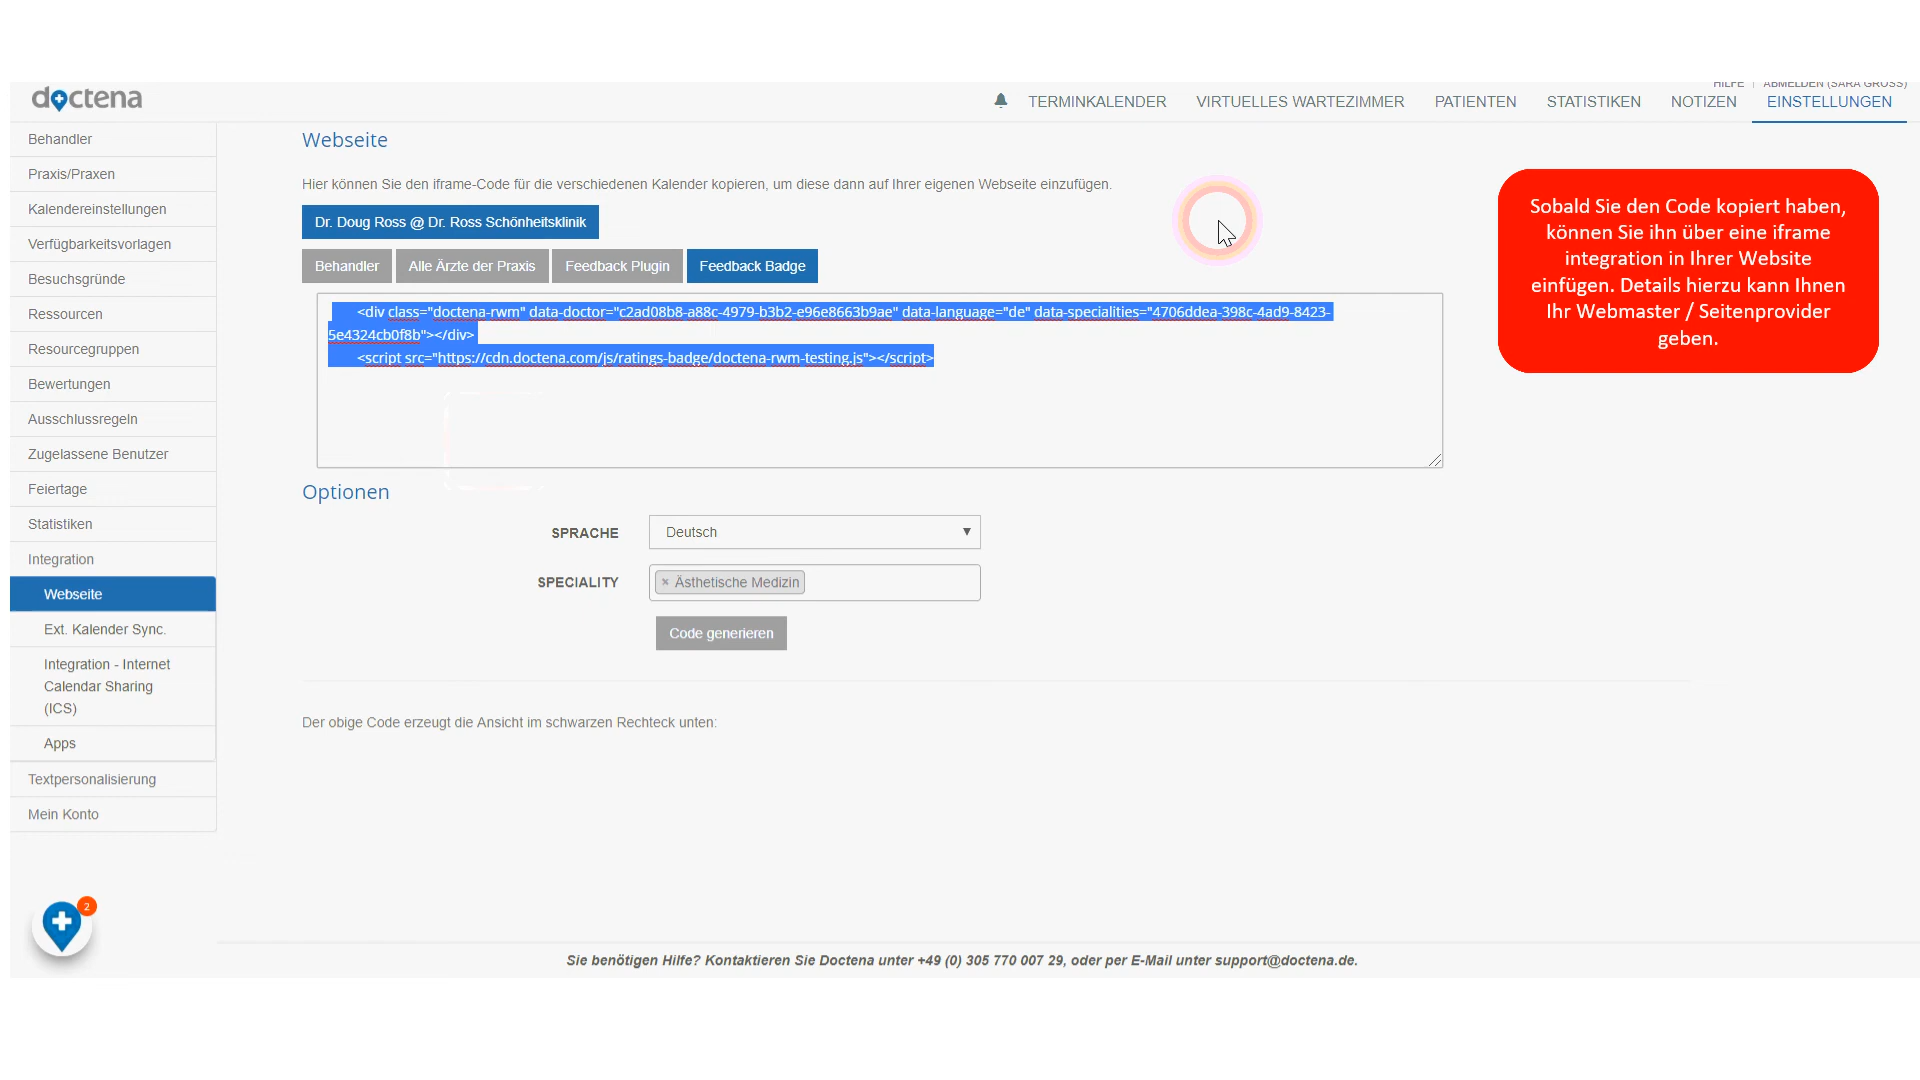 doctena
HILFE | ABMELDEN (SARA GROSS)
TERMINKALENDER VIRTUELLES WARTEZIMMER PATIENTEN STATISTIKEN NOTIZEN EINSTELLUNGEN
Behandler
Praxis/Praxen
Kalendereinstellungen
Verfügbarkeitsvorlagen
Besuchsgründe
Ressourcen
Resourcegruppen
Bewertungen
Ausschlussregeln
Zugelassene Benutzer
Feiertage
Statistiken
Integration
Webseite
Ext. Kalender Sync.
Integration - Internet
Calendar Sharing
(ICS)
Apps
Textpersonalisierung
Mein Konto
2
Webseite
Hier können Sie den iframe-Code für die verschiedenen Kalender kopieren, um diese dann auf Ihrer eigenen Webseite einzufügen.
Dr. Doug Ross @ Dr. Ross Schönheitsklinik
Behandler Alle Ärzte der Praxis Feedback Plugin Feedback Badge
<div class="doctena-rwm" data-doctor="c2ad08b8-a88c-4979-b3b2-e96e8663b9ae" data-language="de" data-specialities="4706ddea-398c-4ad9-8423-
5e4324cb0f8b"></div>
<script src="https://cdn.doctena.com/js/ratings-badge/doctena-rwm-testing.js"></script>
Optionen
SPRACHE Deutsch ▼
SPECIALITY × Ästhetische Medizin
Code generieren
Der obige Code erzeugt die Ansicht im schwarzen Rechteck unten:
Sobald Sie den Code kopiert haben,
können Sie ihn über eine iframe
integration in Ihrer Website
einfügen. Details hierzu kann Ihnen
Ihr Webmaster / Seitenprovider
geben.
Sie benötigen Hilfe? Kontaktieren Sie Doctena unter +49 (0) 305 770 007 29, oder per E-Mail unter support@doctena.de.